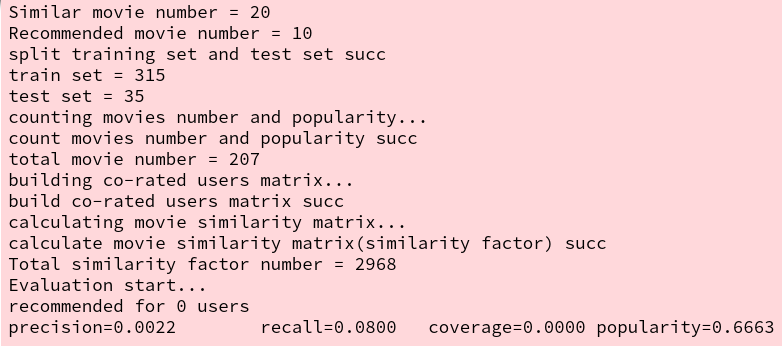 Similar movie number = 20
Recommended movie number = 10
split training set and test set succ
train set = 315
test set = 35
counting movies number and popularity...
count movies number and popularity succ
total movie number = 207
building co-rated users matrix...
build co-rated users matrix succ
calculating movie similarity matrix...
calculate movie similarity matrix(similarity factor) succ
Total similarity factor number = 2968
Evaluation start...
recommended for 0 users
precision=0.0022        recall=0.0800   coverage=0.0000 popularity=0.6663